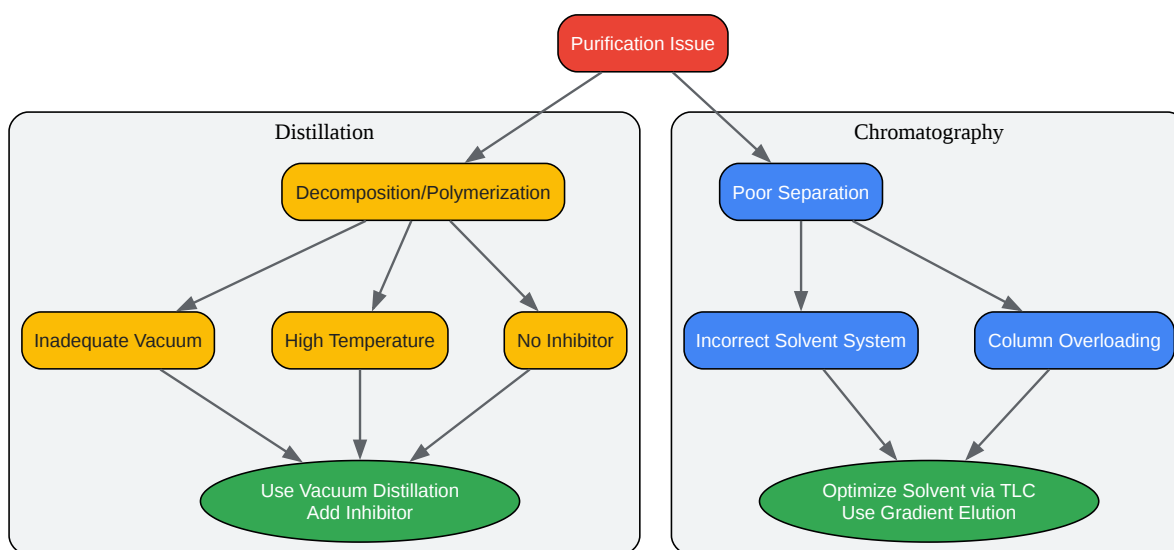 Purification Issue
Distillation
Chromatography
Decomposition/Polymerization
Poor Separation
Inadequate Vacuum
High Temperature
No Inhibitor
Incorrect Solvent System
Column Overloading
Use Vacuum Distillation
Add Inhibitor
Optimize Solvent via TLC
Use Gradient Elution